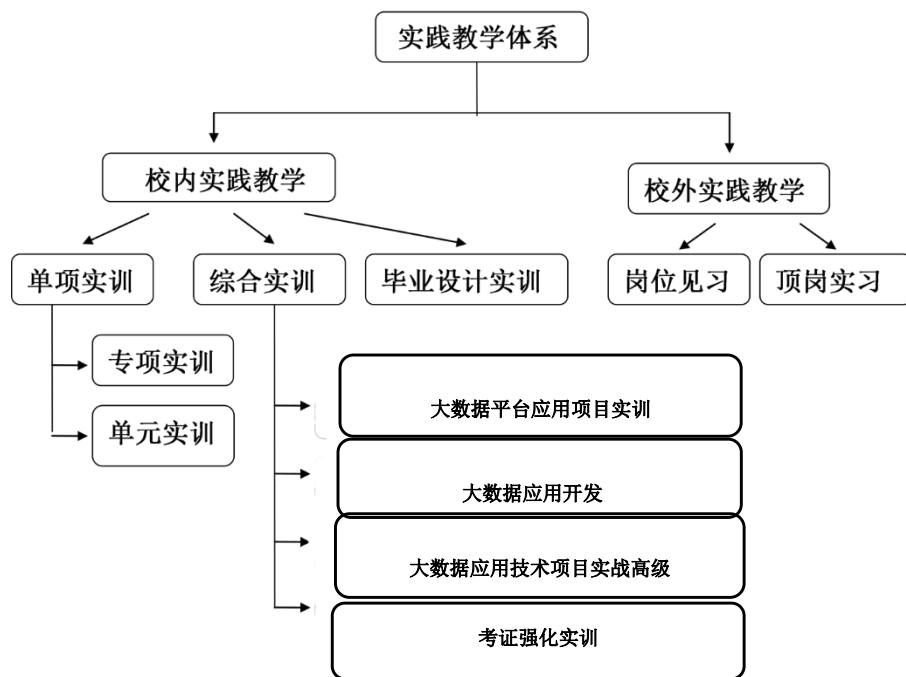 实践教学体系
校内实践教学
校外实践教学
单项实训
综合实训
毕业设计实训
岗位见习
顶岗实习
专项实训
单元实训
大数据平台应用项目实训
大数据应用开发
大数据应用技术项目实战高级
考证强化实训